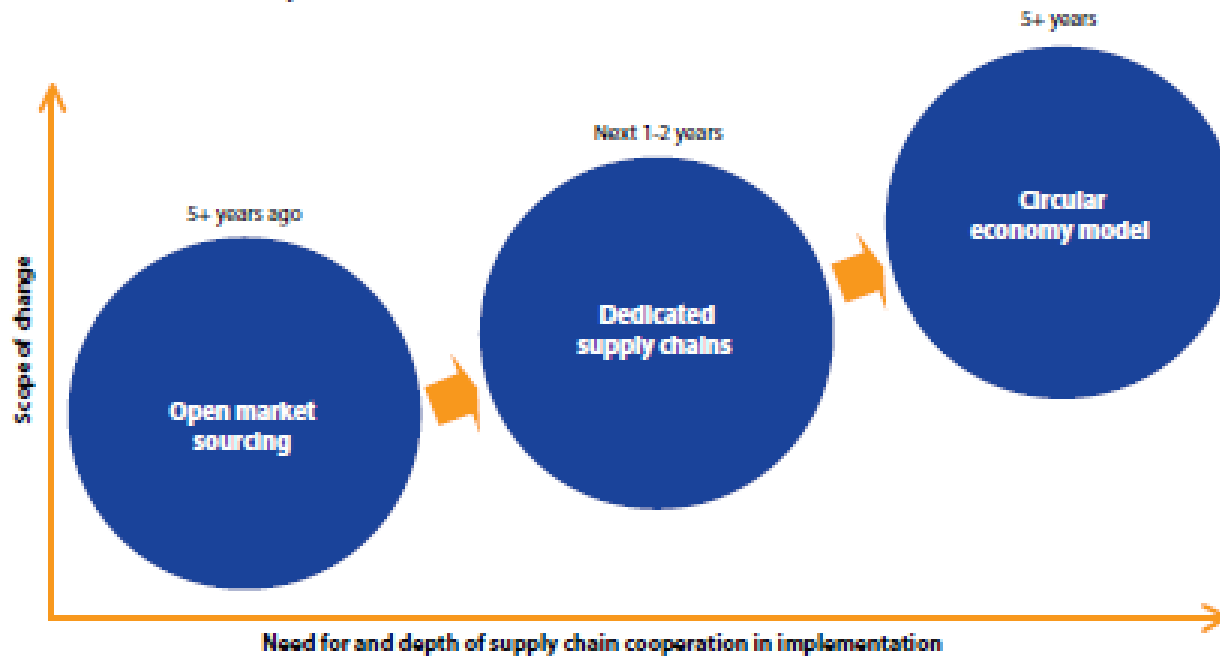 5+ years
Next 1-2 years
Circular
economy model
5+ years ago
Dedicated
supply chains
Scope of change
Open market
sourcing
Need for and depth of supply chain cooperation in implementation